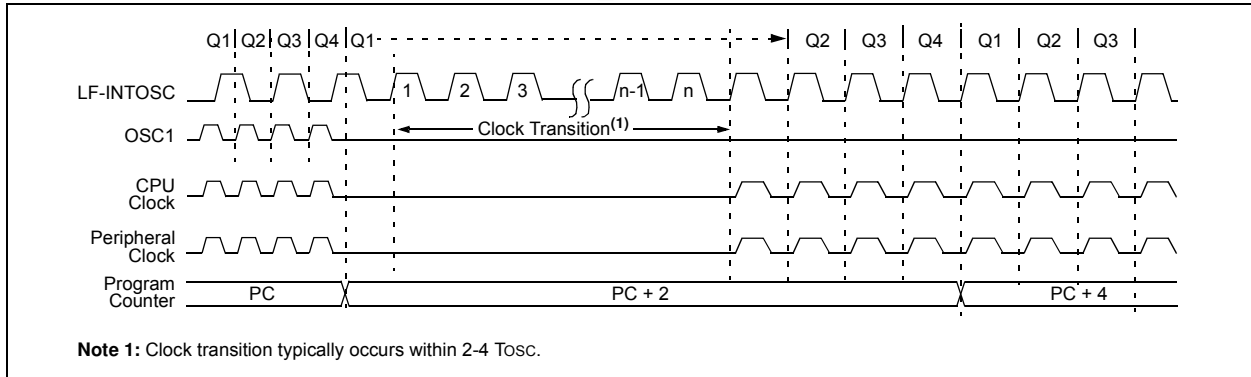 Q1 Q2 Q3 Q4 Q1 Q2 Q3 Q4 Q1 Q2 Q3
LF-INTOSC 1 2 3 n-1 n
OSC1 Clock Transition(1)
CPU
Clock
Peripheral
Clock
Program
Counter PC PC + 2 PC + 4
Note 1: Clock transition typically occurs within 2-4 TOSC.